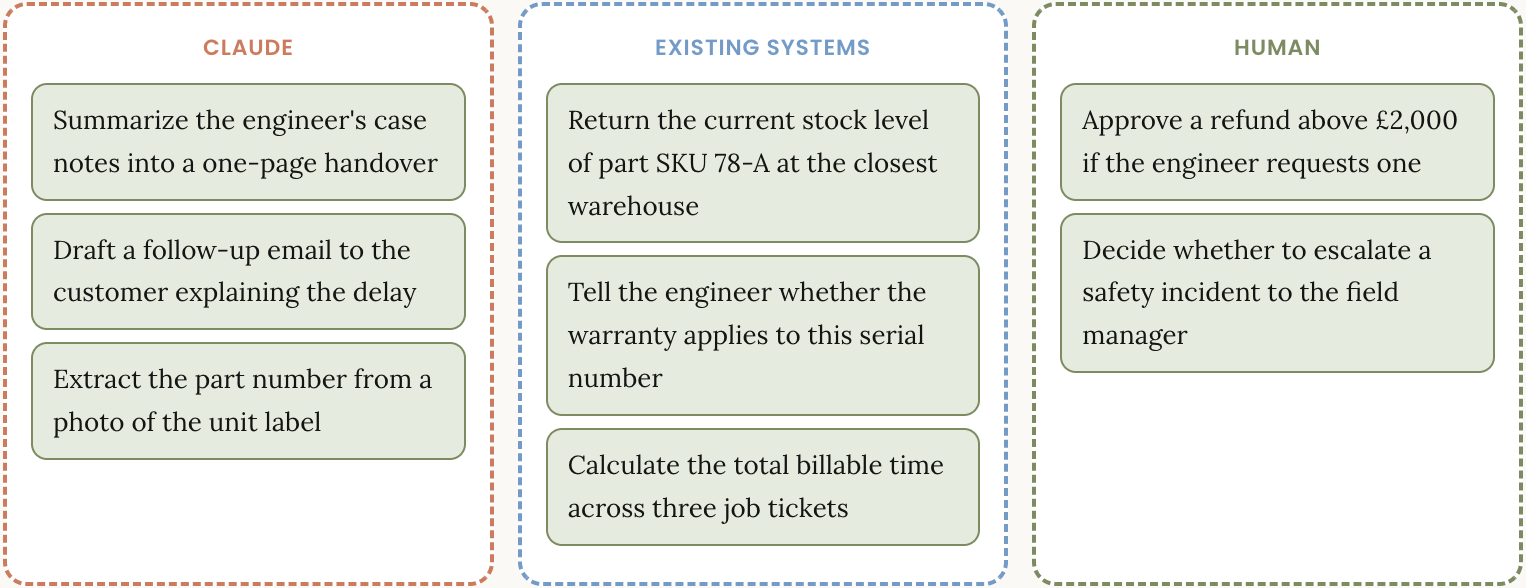 CLAUDE
Summarize the engineer's case
notes into a one-page handover
Draft a follow-up email to the
customer explaining the delay
Extract the part number from a
photo of the unit label
EXISTING SYSTEMS
Return the current stock level
of part SKU 78-A at the closest
warehouse
Tell the engineer whether the
warranty applies to this serial
number
Calculate the total billable time
across three job tickets
HUMAN
Approve a refund above £2,000
if the engineer requests one
Decide whether to escalate a
safety incident to the field
manager